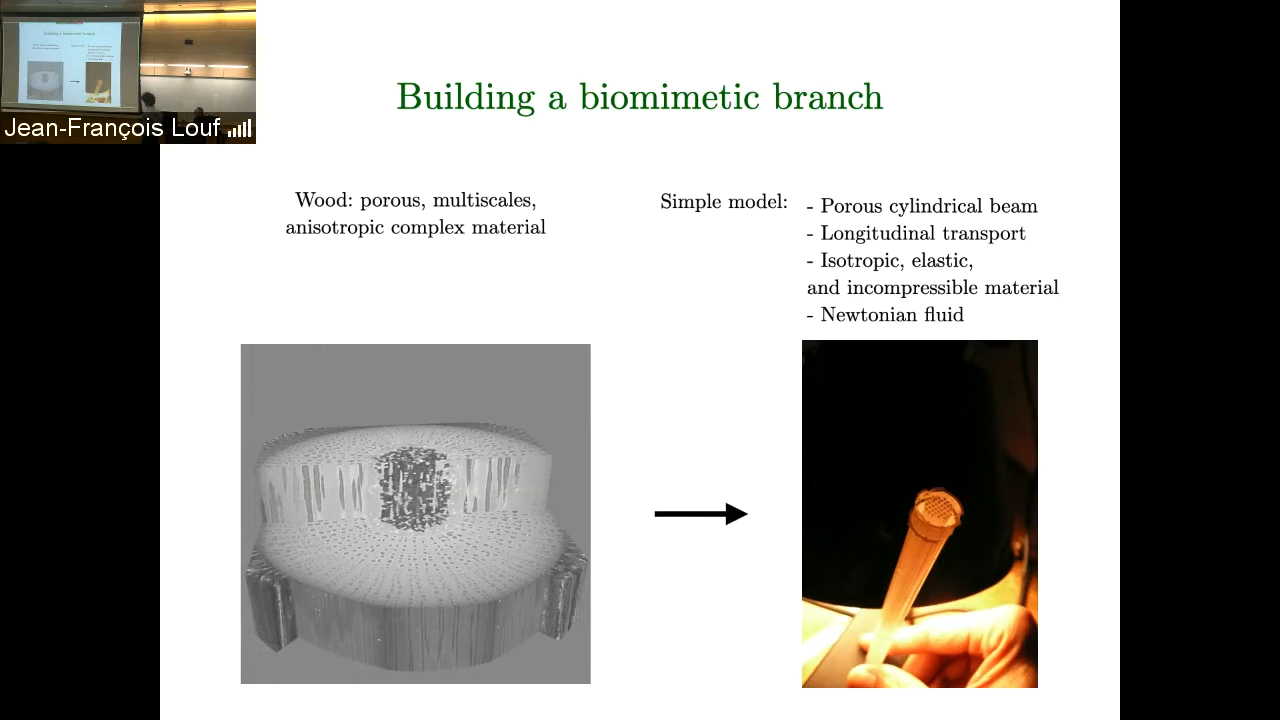 Building a biomimetic branch
Jean-François Louf
Wood: porous, multiscales,
anisotropic complex material
Simple model:
- Porous cylindrical beam
- Longitudinal transport
- Isotropic, elastic,
and incompressible material
- Newtonian fluid